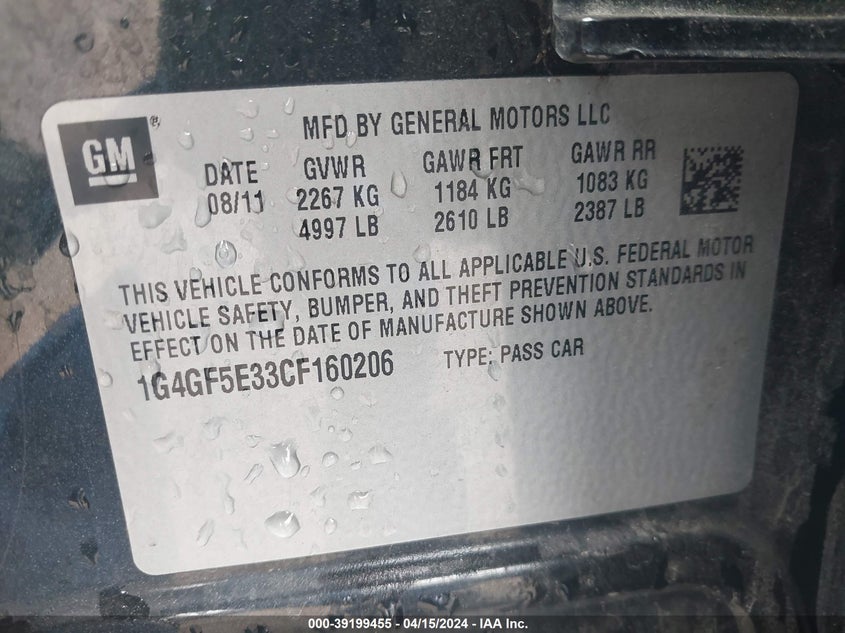 GM®
MFD BY GENERAL MOTORS LLC
DATE GVWR GAWR FRT GAWR RR
08/11 2267 KG 1184 KG 1083 KG
4997 LB 2610 LB 2387 LB
THIS VEHICLE CONFORMS TO ALL APPLICABLE U.S. FEDERAL MOTOR
VEHICLE SAFETY, BUMPER, AND THEFT PREVENTION STANDARDS IN
EFFECT ON THE DATE OF MANUFACTURE SHOWN ABOVE.
1G4GF5E33CF160206 TYPE: PASS CAR
000-39199455 - 04/15/2024 - IAA Inc.